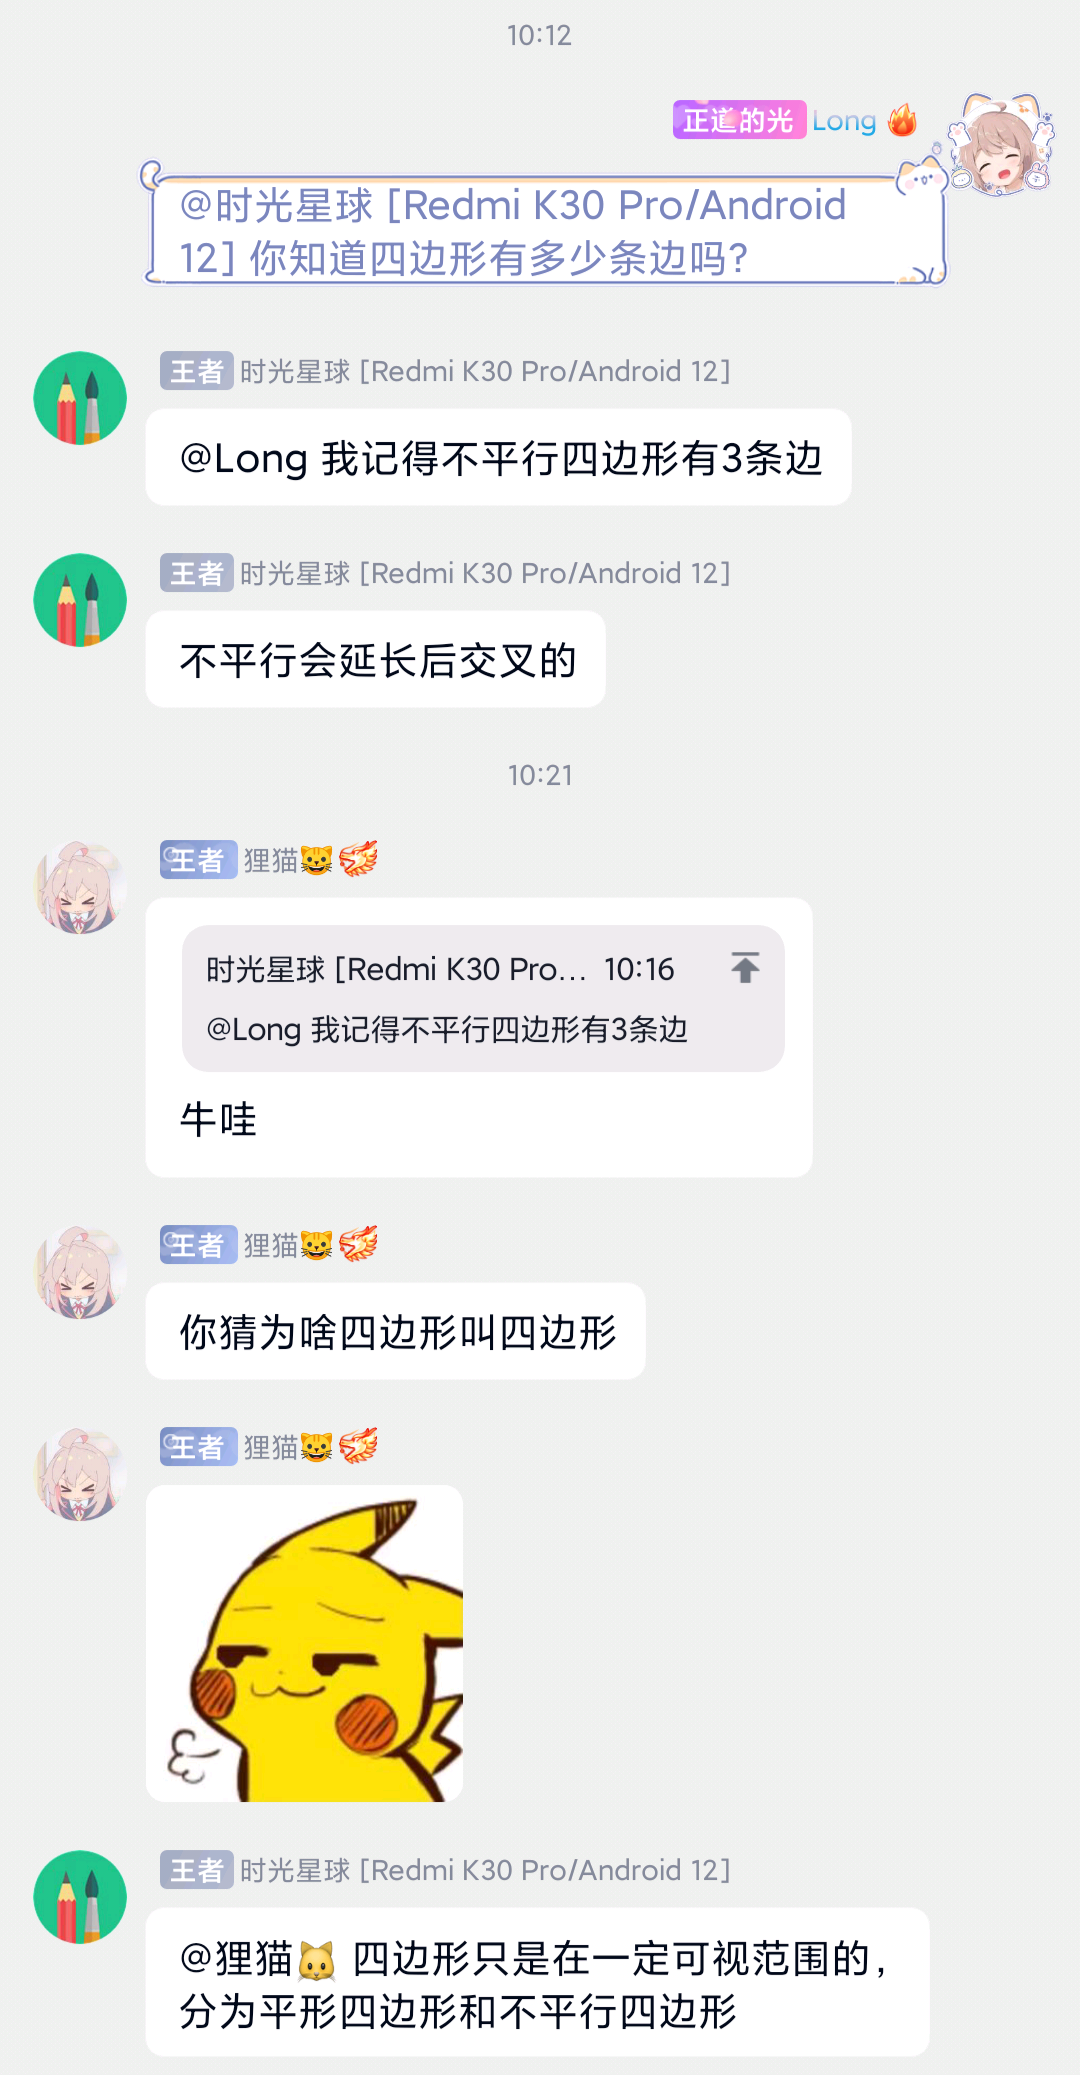 10:12
正道的光 Long 🔥
@时光星球 [Redmi K30 Pro/Android
12] 你知道四边形有多少条边吗?
王者 时光星球 [Redmi K30 Pro/Android 12]
@Long 我记得不平行四边形有3条边
王者 时光星球 [Redmi K30 Pro/Android 12]
不平行会延长后交叉的
10:21
王者 狸猫😺🐲
时光星球 [Redmi K30 Pro... 10:16
@Long 我记得不平行四边形有3条边
牛哇
王者 狸猫😺🐲
你猜为啥四边形叫四边形
王者 狸猫😺🐲
王者 时光星球 [Redmi K30 Pro/Android 12]
@狸猫🐱 四边形只是在一定可视范围的,
分为平形四边形和不平行四边形